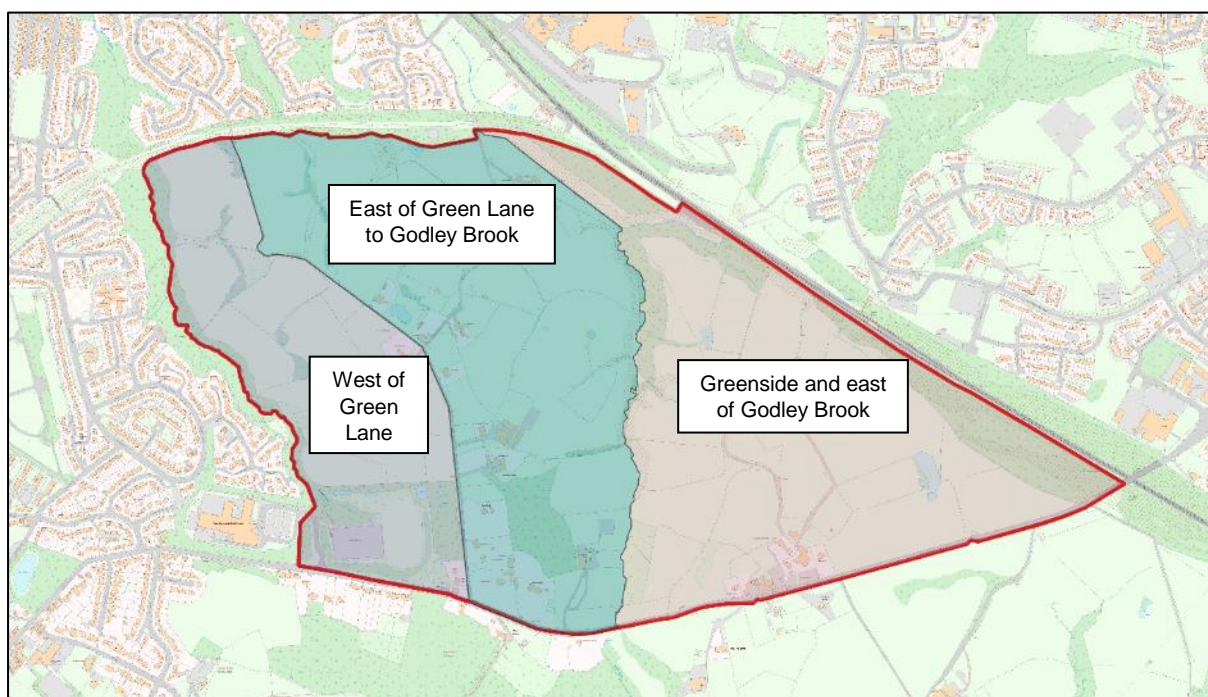 East of Green Lane
to Godley Brook
West of
Green
Lane
Greenside and east
of Godley Brook